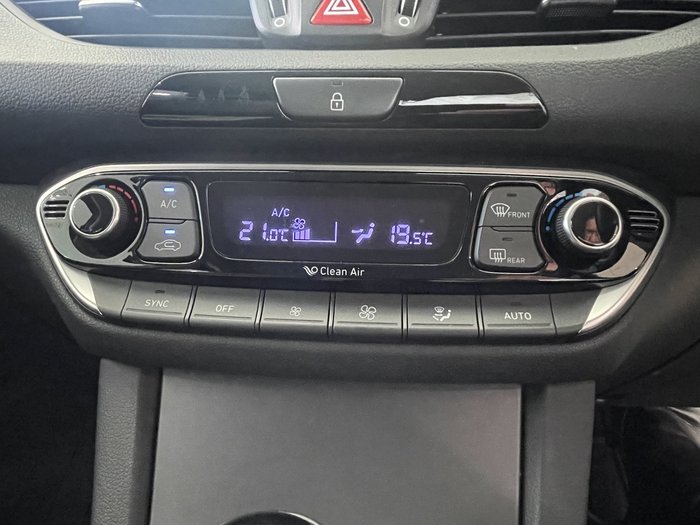 A/C
A/C
21.0°C
19.5°C
FRONT
REAR
Clean Air
SYNC
OFF
AUTO